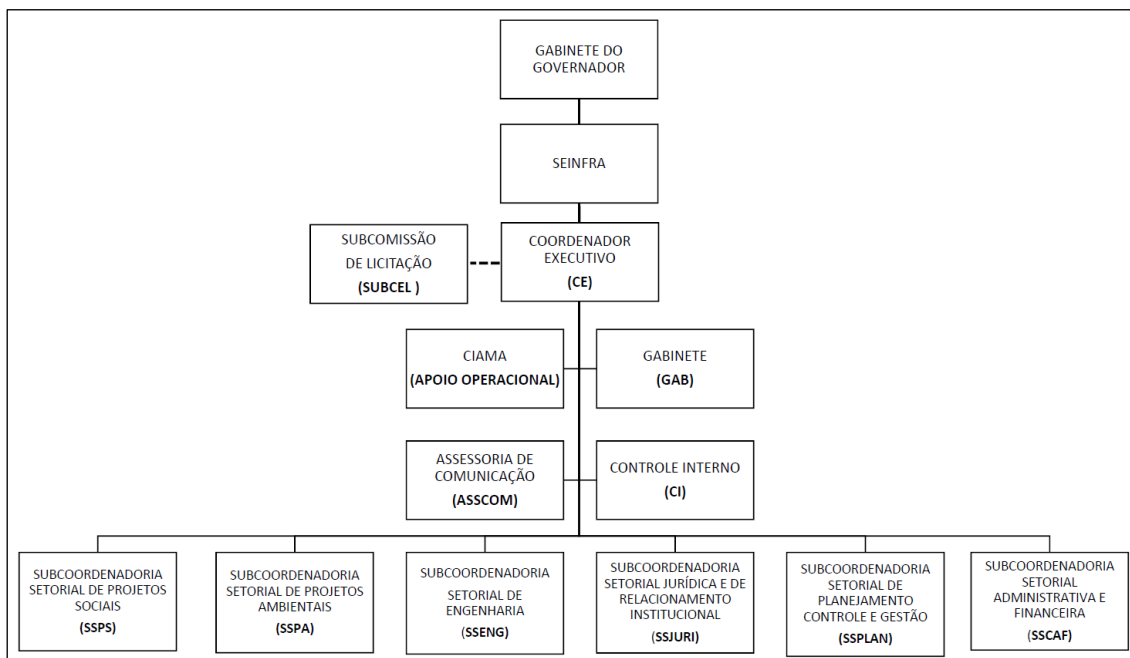 GABINETE DO
GOVERNADOR
SEINFRA
SUBCOMISSÃO
DE LICITAÇÃO
(SUBCEL )
COORDENADOR
EXECUTIVO
(CE)
CIAMA
(APOIO OPERACIONAL)
GABINETE
(GAB)
ASSESSORIA DE
COMUNICAÇÃO
(ASSCOM)
CONTROLE INTERNO
(CI)
SUBCOORDENADORIA
SETORIAL DE PROJETOS
SOCIAIS
(SSPS)
SUBCOORDENADORIA
SETORIAL DE PROJETOS
AMBIENTAIS
(SSPA)
SUBCOORDENADORIA
SETORIAL DE ENGENHARIA
(SSENG)
SUBCOORDENADORIA
SETORIAL JURÍDICA E DE
RELACIONAMENTO
INSTITUCIONAL
(SSJURI)
SUBCOORDENADORIA
SETORIAL DE
PLANEJAMENTO
CONTROLE E GESTÃO
(SSPLAN)
SUBCOORDENADORIA
SETORIAL
ADMINISTRATIVA E
FINANCEIRA
(SSCAF)